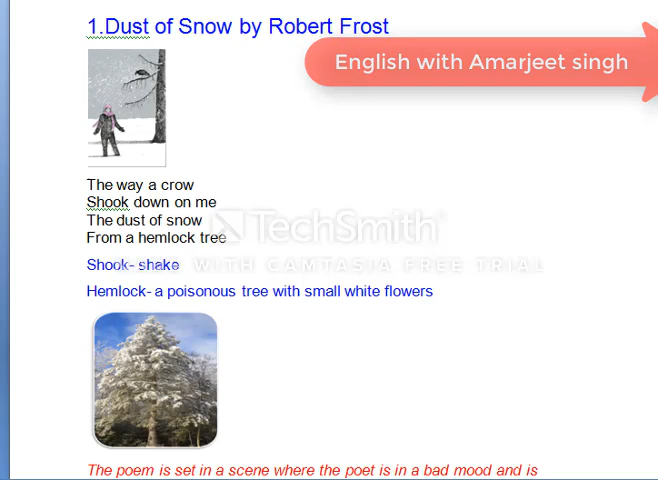 1.Dust of Snow by Robert Frost
English with Amarjeet singh
The way a crow
Shook down on me
The dust of snow
From a hemlock tree
TechSmith
MADE WITH CAMTASIA FREE TRIAL
Shook- shake
Hemlock- a poisonous tree with small white flowers
The poem is set in a scene where the poet is in a bad mood and is